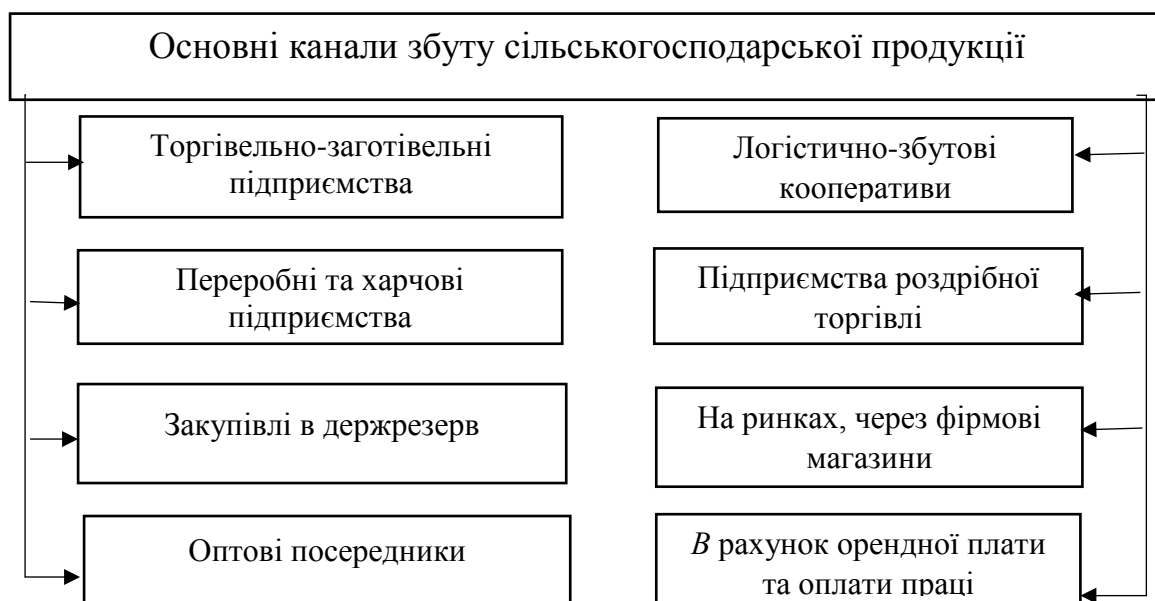 Основні канали збуту сільськогосподарської продукції
Торгівельно-заготівельні
підприємства
Логістично-збутові
кооперативи
Переробні та харчові
підприємства
Підприємства роздрібної
торгівлі
Закупівлі в держрезерв
На ринках, через фірмові
магазини
Оптові посередники
В рахунок орендної плати
та оплати праці